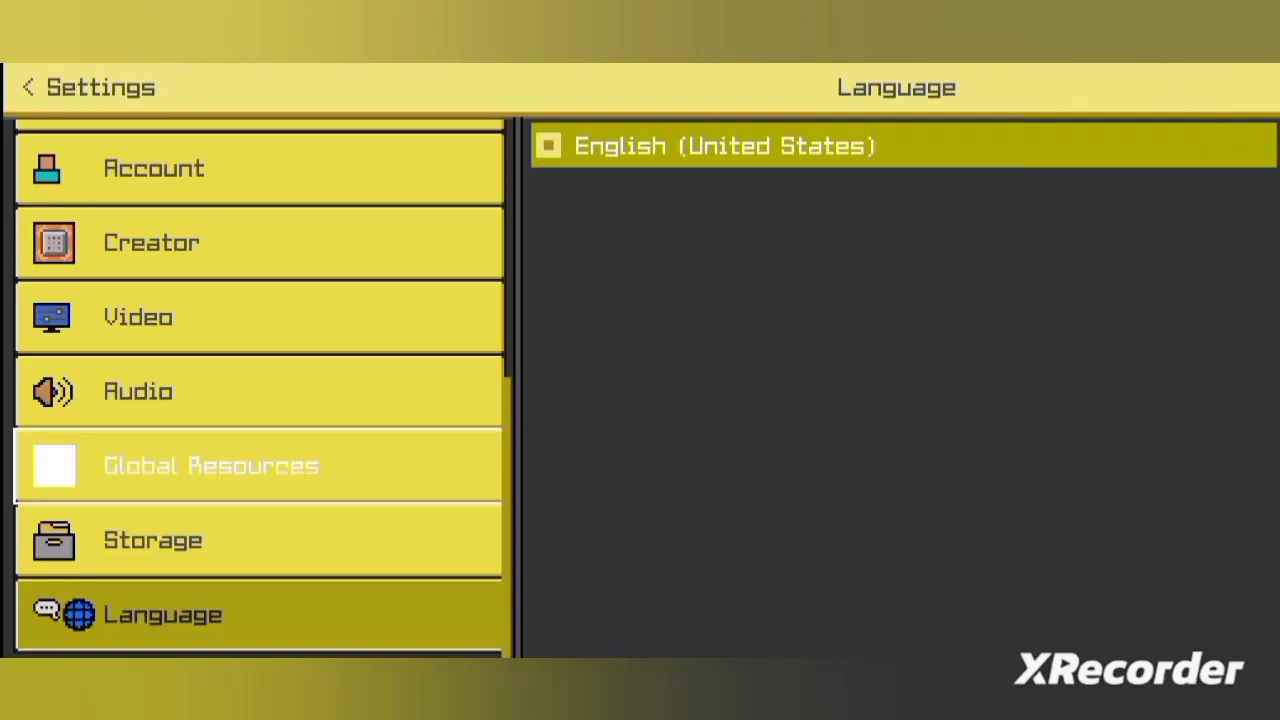 Settings
Language
Account
Creator
Video
Audio
Global Resources
Storage
Language
English (United States)
XRecorder